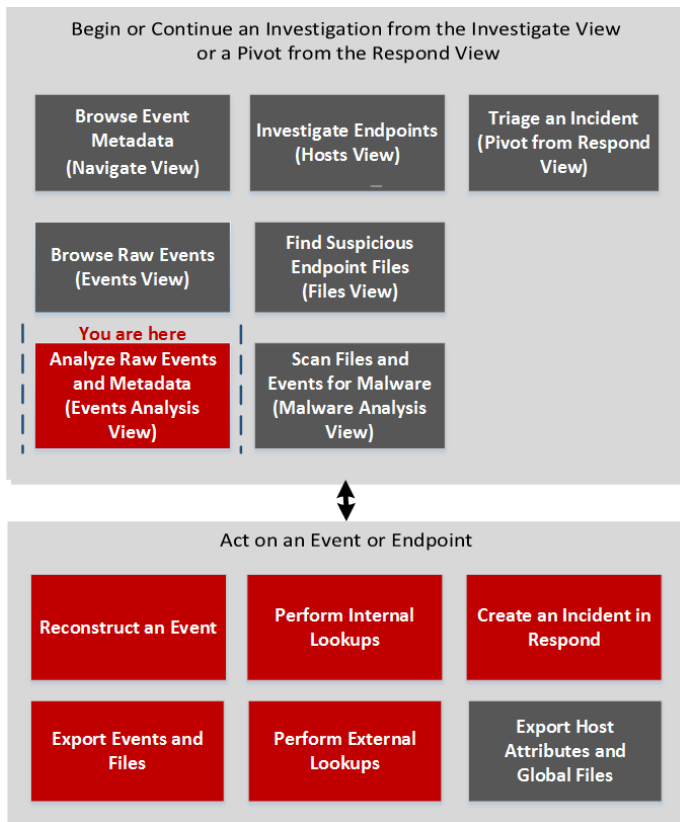 Begin or Continue an Investigation from the Investigate View
or a Pivot from the Respond View
Browse Event
Metadata
(Navigate View)
Investigate Endpoints
(Hosts View)
Triage an Incident
(Pivot from Respond
View)
Browse Raw Events
(Events View)
Find Suspicious
Endpoint Files
(Files View)
You are here
Analyze Raw Events
and Metadata
(Events Analysis
View)
Scan Files and
Events for Malware
(Malware Analysis
View)
Act on an Event or Endpoint
Reconstruct an Event
Perform Internal
Lookups
Create an Incident in
Respond
Export Events and
Files
Perform External
Lookups
Export Host
Attributes and
Global Files